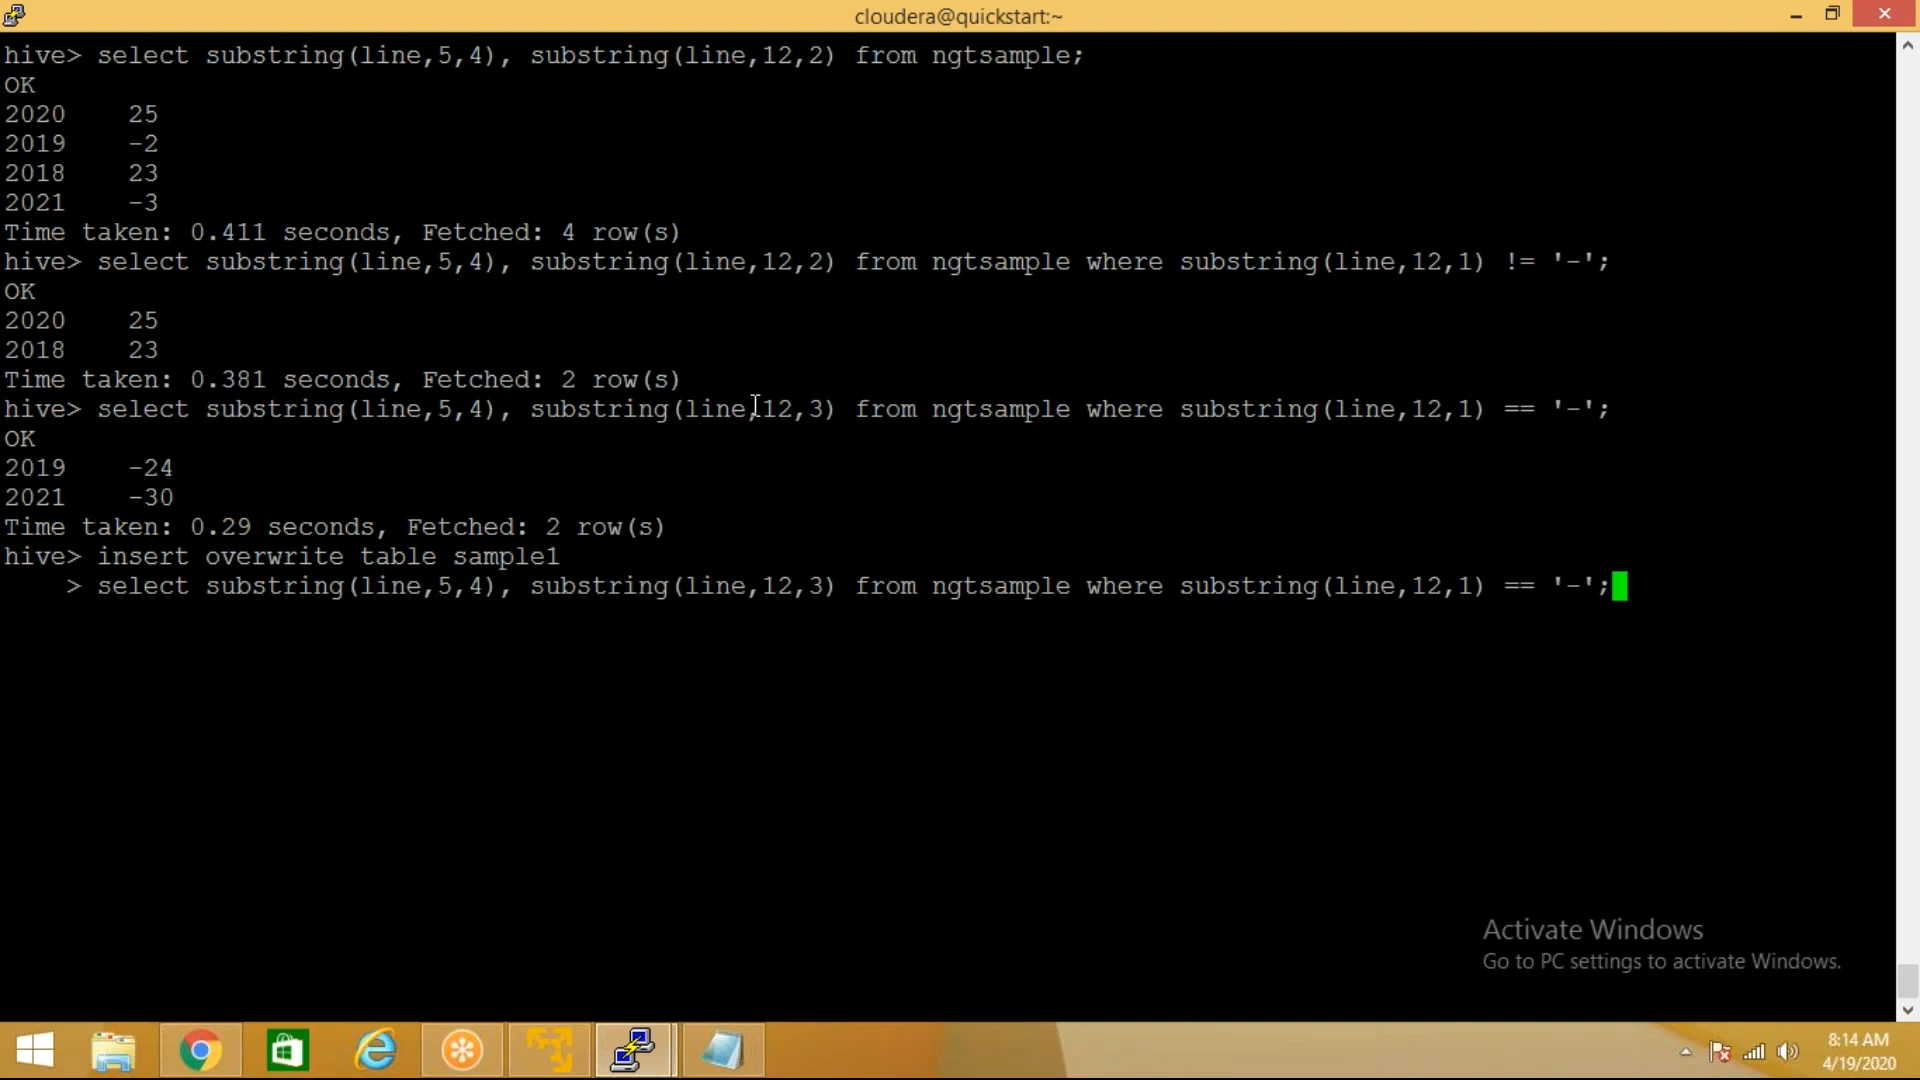 cloudera@quickstart:~
hive> select substring(line,5,4), substring(line,12,2) from ngtsample;
OK
2020    25
2019    -2
2018    23
2021    -3
Time taken: 0.411 seconds, Fetched: 4 row(s)
hive> select substring(line,5,4), substring(line,12,2) from ngtsample where substring(line,12,1) != '-';
OK
2020    25
2018    23
Time taken: 0.381 seconds, Fetched: 2 row(s)
hive> select substring(line,5,4), substring(line,12,3) from ngtsample where substring(line,12,1) == '-';
OK
2019    -24
2021    -30
Time taken: 0.29 seconds, Fetched: 2 row(s)
hive> insert overwrite table sample1
    > select substring(line,5,4), substring(line,12,3) from ngtsample where substring(line,12,1) == '-';
Activate Windows
Go to PC settings to activate Windows.
8:14 AM
4/19/2020